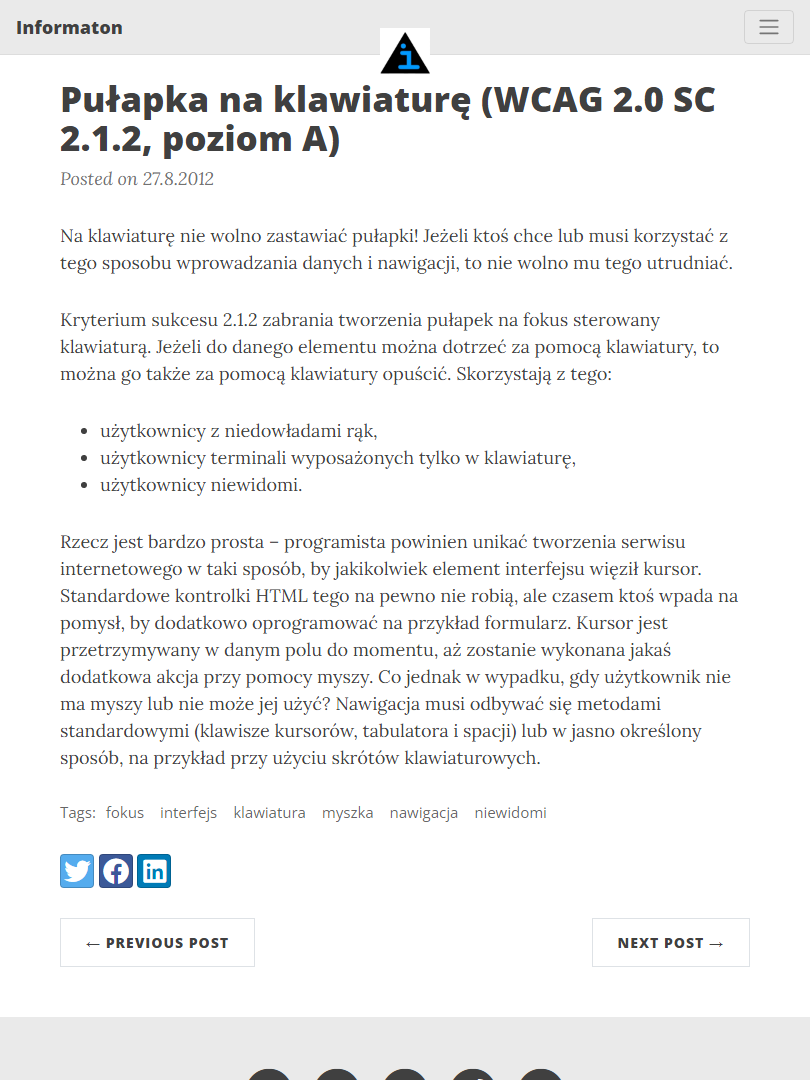 Informaton
i
Pułapka na klawiaturę (WCAG 2.0 SC
2.1.2, poziom A)
Posted on 27.8.2012
Na klawiaturę nie wolno zastawiać pułapki! Jeżeli ktoś chce lub musi korzystać z
tego sposobu wprowadzania danych i nawigacji, to nie wolno mu tego utrudniać.
Kryterium sukcesu 2.1.2 zabrania tworzenia pułapek na fokus sterowany
klawiaturą. Jeżeli do danego elementu można dotrzeć za pomocą klawiatury, to
można go także za pomocą klawiatury opuścić. Skorzystają z tego:
• użytkownicy z niedowładami rąk,
• użytkownicy terminali wyposażonych tylko w klawiaturę,
• użytkownicy niewidomi.
Rzecz jest bardzo prosta – programista powinien unikać tworzenia serwisu
internetowego w taki sposób, by jakikolwiek element interfejsu więził kursor.
Standardowe kontrolki HTML tego na pewno nie robią, ale czasem ktoś wpada na
pomysł, by dodatkowo oprogramować na przykład formularz. Kursor jest
przetrzymywany w danym polu do momentu, aż zostanie wykonana jakaś
dodatkowa akcja przy pomocy myszy. Co jednak w wypadku, gdy użytkownik nie
ma myszy lub nie może jej użyć? Nawigacja musi odbywać się metodami
standardowymi (klawisze kursorów, tabulatora i spacji) lub w jasno określony
sposób, na przykład przy użyciu skrótów klawiaturowych.
Tags: fokus interfejs klawiatura myszka nawigacja niewidomi
← PREVIOUS POST NEXT POST →